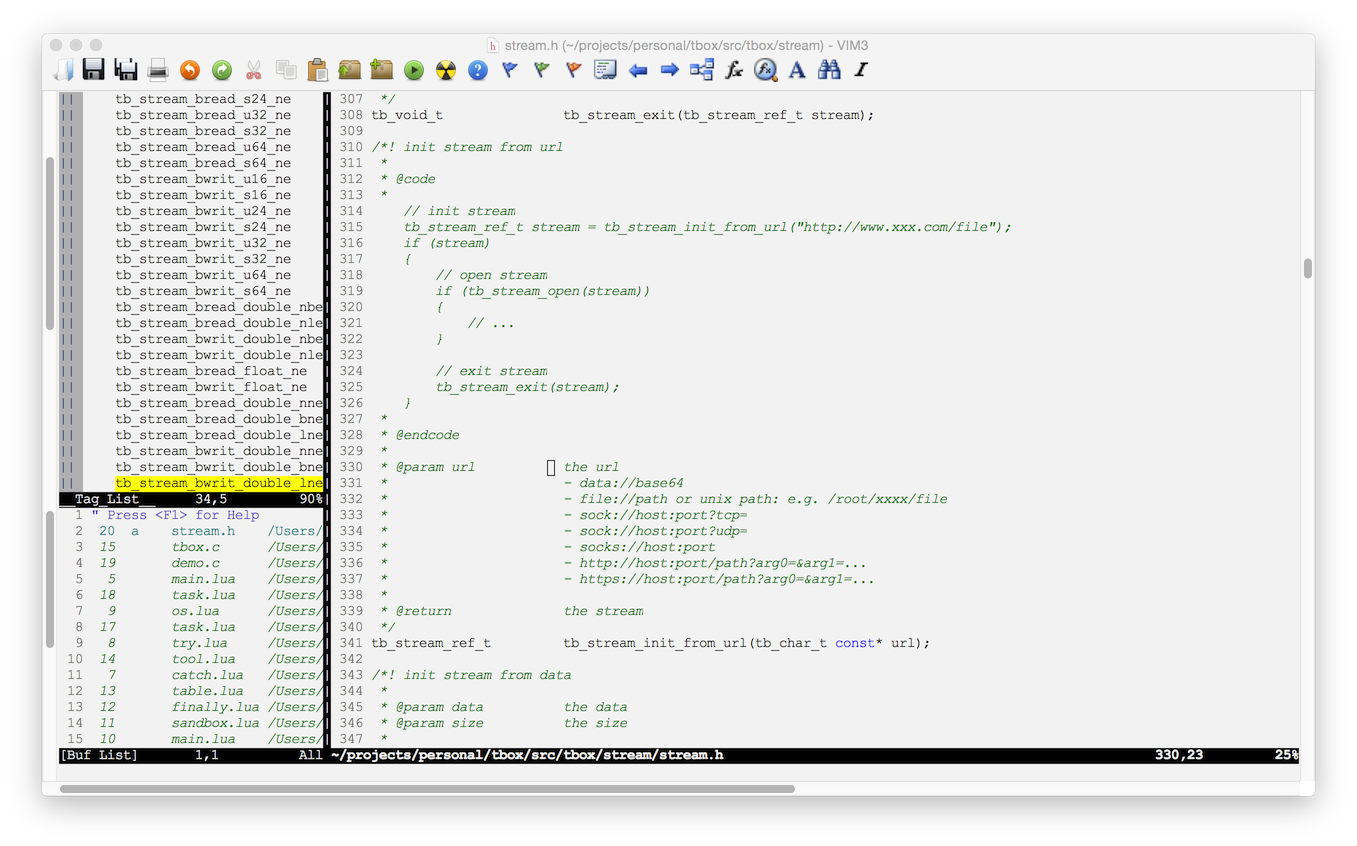 stream.h (~/projects/personal/tbox/src/tbox/stream) - VIM3
|| tb_stream_bread_s24_ne
|| tb_stream_bread_u32_ne
|| tb_stream_bread_s32_ne
|| tb_stream_bread_u64_ne
|| tb_stream_bread_s64_ne
|| tb_stream_bwrit_u16_ne
|| tb_stream_bwrit_s16_ne
|| tb_stream_bwrit_u24_ne
|| tb_stream_bwrit_s24_ne
|| tb_stream_bwrit_u32_ne
|| tb_stream_bwrit_s32_ne
|| tb_stream_bwrit_u64_ne
|| tb_stream_bwrit_s64_ne
|| tb_stream_bread_double_nbe
|| tb_stream_bread_double_nle
|| tb_stream_bwrit_double_nbe
|| tb_stream_bwrit_double_nle
|| tb_stream_bread_float_ne
|| tb_stream_bwrit_float_ne
|| tb_stream_bread_double_nne
|| tb_stream_bread_double_bne
|| tb_stream_bread_double_lne
|| tb_stream_bwrit_double_nne
|| tb_stream_bwrit_double_bne
|| tb_stream_bwrit_double_lne
__Tag_List__ 34,5 90%
1 " Press <F1> for Help
2 20 a stream.h /Users/
3 15 tbox.c /Users/
4 19 demo.c /Users/
5 5 main.lua /Users/
6 18 task.lua /Users/
7 9 os.lua /Users/
8 17 task.lua /Users/
9 8 try.lua /Users/
10 14 tool.lua /Users/
11 7 catch.lua /Users/
12 13 table.lua /Users/
13 12 finally.lua /Users/
14 11 sandbox.lua /Users/
15 10 main.lua /Users/
[Buf List] 1,1 All
307 */
308 tb_void_t tb_stream_exit(tb_stream_ref_t stream);
309
310 /*! init stream from url
311 *
312 * @code
313 *
314 // init stream
315 tb_stream_ref_t stream = tb_stream_init_from_url("http://www.xxx.com/file");
316 if (stream)
317 {
318 // open stream
319 if (tb_stream_open(stream))
320 {
321 // ...
322 }
323
324 // exit stream
325 tb_stream_exit(stream);
326 }
327 *
328 * @endcode
329 *
330 * @param url the url
331 * - data://base64
332 * - file://path or unix path: e.g. /root/xxxx/file
333 * - sock://host:port?tcp=
334 * - sock://host:port?udp=
335 * - socks://host:port
336 * - http://host:port/path?arg0=&arg1=...
337 * - https://host:port/path?arg0=&arg1=...
338 *
339 * @return the stream
340 */
341 tb_stream_ref_t tb_stream_init_from_url(tb_char_t const* url);
342
343 /*! init stream from data
344 *
345 * @param data the data
346 * @param size the size
347 *
~/projects/personal/tbox/src/tbox/stream/stream.h 330,23 25%